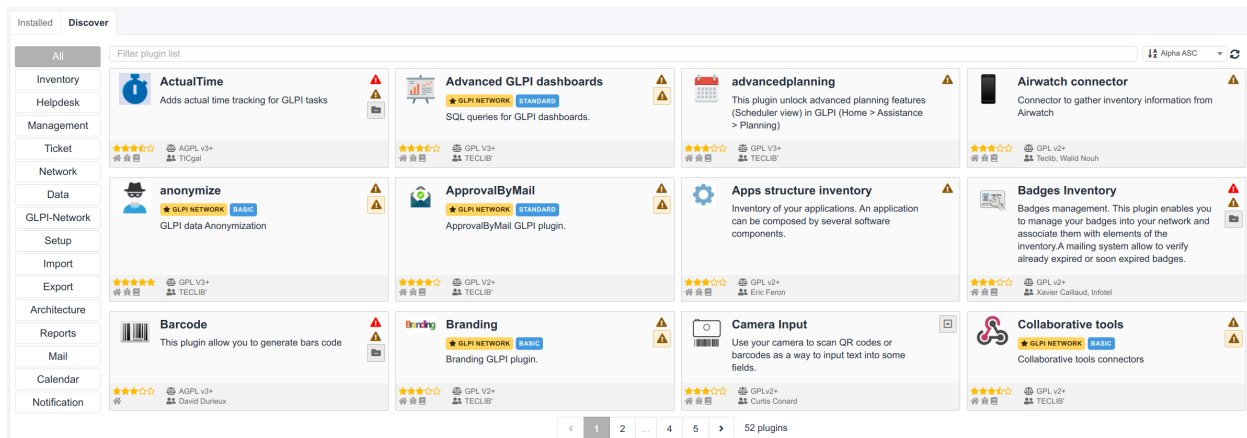 Installed Discover
All
Filter plugin list
Alpha ASC
Inventory
Helpdesk
Management
Ticket
Network
Data
GLPI-Network
Setup
Import
Export
Architecture
Reports
Mail
Calendar
Notification
ActualTime
Adds actual time tracking for GLPI tasks
AGPL v3+
TICgal
Advanced GLPI dashboards
GLPI NETWORK STANDARD
SQL queries for GLPI dashboards.
GPL V3+
TECLIB'
advancedplanning
This plugin unlock advanced planning features
(Scheduler view) in GLPI (Home > Assistance
> Planning)
GPL V3+
TECLIB'
Airwatch connector
Connector to gather inventory information from
Airwatch
GPL v2+
Teclib, Walid Nouh
anonymize
GLPI NETWORK BASIC
GLPI data Anonymization
GPL V3+
TECLIB'
ApprovalByMail
GLPI NETWORK STANDARD
ApprovalByMail GLPI plugin.
GPL V2+
TECLIB'
Apps structure inventory
Inventory of your applications. An application
can be composed by several software
components.
GPL v2+
Eric Feron
Badges Inventory
Badges management. This plugin enables you
to manage your badges into your network and
associate them with elements of the
inventory.A mailing system allow to verify
already expired or soon expired badges.
GPL v2+
Xavier Caillaud, Infotel
Barcode
This plugin allow you to generate bars code
AGPL v3+
David Durieux
Branding
Branding
GLPI NETWORK BASIC
Branding GLPI plugin.
GPL V2+
TECLIB'
Camera Input
Use your camera to scan QR codes or
barcodes as a way to input text into some
fields.
GPLv2+
Curtis Conard
Collaborative tools
GLPI NETWORK BASIC
Collaborative tools connectors
GPL v2+
TECLIB'
1 2 ... 4 5 52 plugins